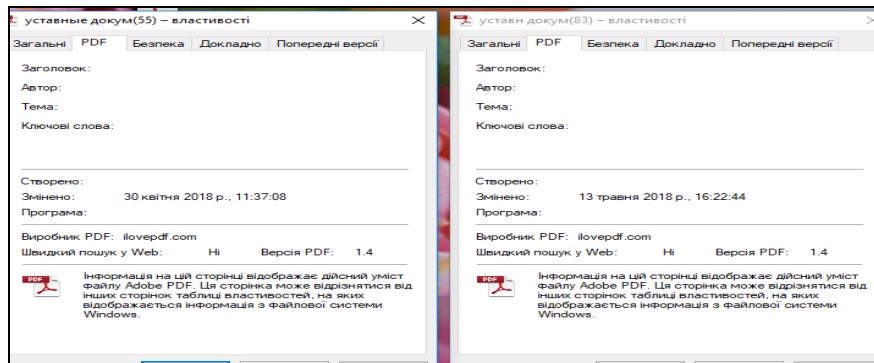 уставные докум(55) – властивості
Загальні PDF Безпека Докладно Попередні версії
Заголовок:
Автор:
Тема:
Ключові слова:
Створено:
Змінено: 30 квітня 2018 р., 11:37:08
Програма:
Виробник PDF: ilovepdf.com
Швидкий пошук у Web: Ні Версія PDF: 1.4
PDF
Інформація на цій сторінці відображає дійсний уміст
файлу Adobe PDF. Ця сторінка може відрізнятися від
інших сторінок таблиці властивостей, на яких
відображається інформація з файлової системи
Windows.
уставн докум(83) – властивості
Загальні PDF Безпека Докладно Попередні версії
Заголовок:
Автор:
Тема:
Ключові слова:
Створено:
Змінено: 13 травня 2018 р., 16:22:44
Програма:
Виробник PDF: ilovepdf.com
Швидкий пошук у Web: Ні Версія PDF: 1.4
PDF
Інформація на цій сторінці відображає дійсний уміст
файлу Adobe PDF. Ця сторінка може відрізнятися від
інших сторінок таблиці властивостей, на яких
відображається інформація з файлової системи
Windows.